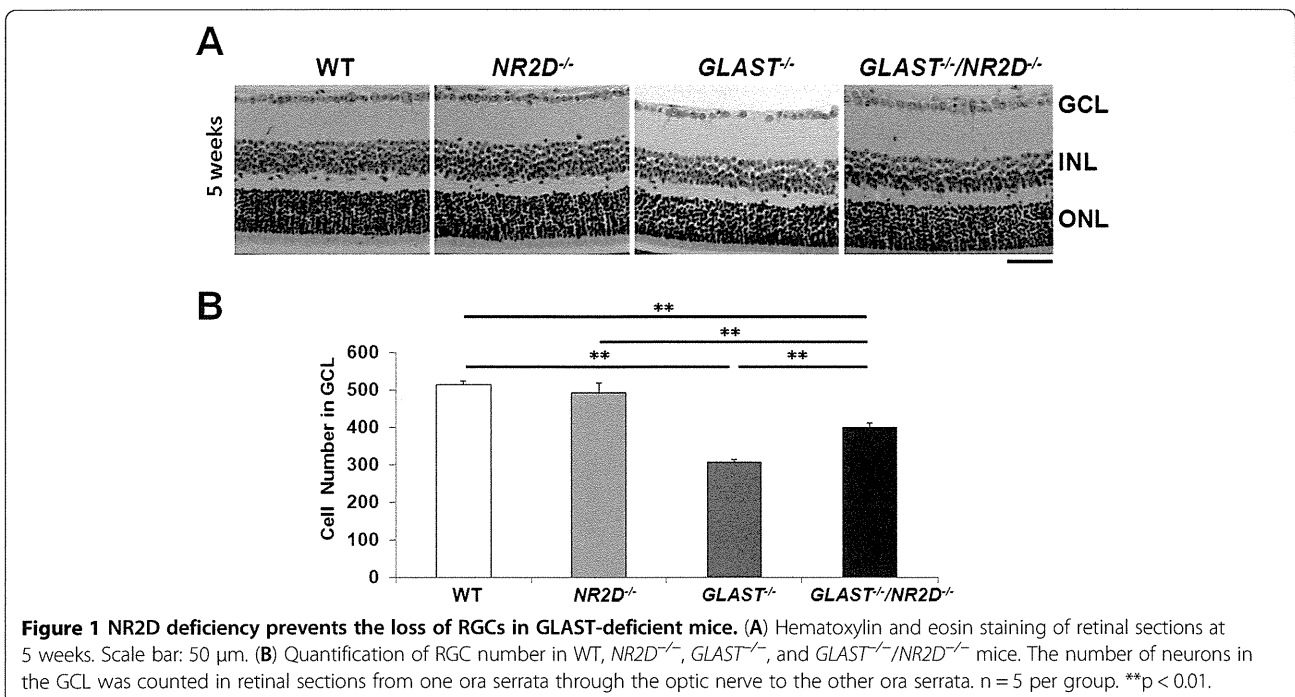 A
WT NR2D-/- GLAST-/- GLAST-/-/NR2D-/-
5 weeks
GCL
INL
ONL
B
**
**
** **
Cell Number in GCL
600
500
400
300
200
100
0
WT NR2D-/- GLAST-/- GLAST-/-/NR2D-/-
Figure 1 NR2D deficiency prevents the loss of RGCs in GLAST-deficient mice. (A) Hematoxylin and eosin staining of retinal sections at
5 weeks. Scale bar: 50 μm. (B) Quantification of RGC number in WT, NR2D−/−, GLAST−/−, and GLAST−/−/NR2D−/− mice. The number of neurons in
the GCL was counted in retinal sections from one ora serrata through the optic nerve to the other ora serrata. n = 5 per group. **p < 0.01.